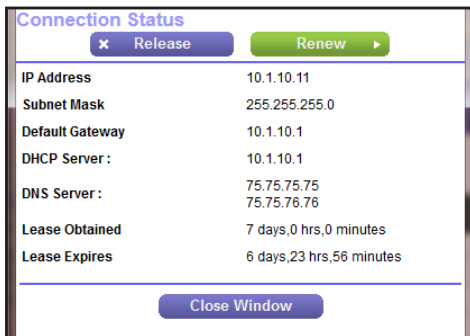 Connection Status
Release Renew
IP Address 10.1.10.11
Subnet Mask 255.255.255.0
Default Gateway 10.1.10.1
DHCP Server : 10.1.10.1
DNS Server : 75.75.75.75
75.75.76.76
Lease Obtained 7 days,0 hrs,0 minutes
Lease Expires 6 days,23 hrs,56 minutes
Close Window